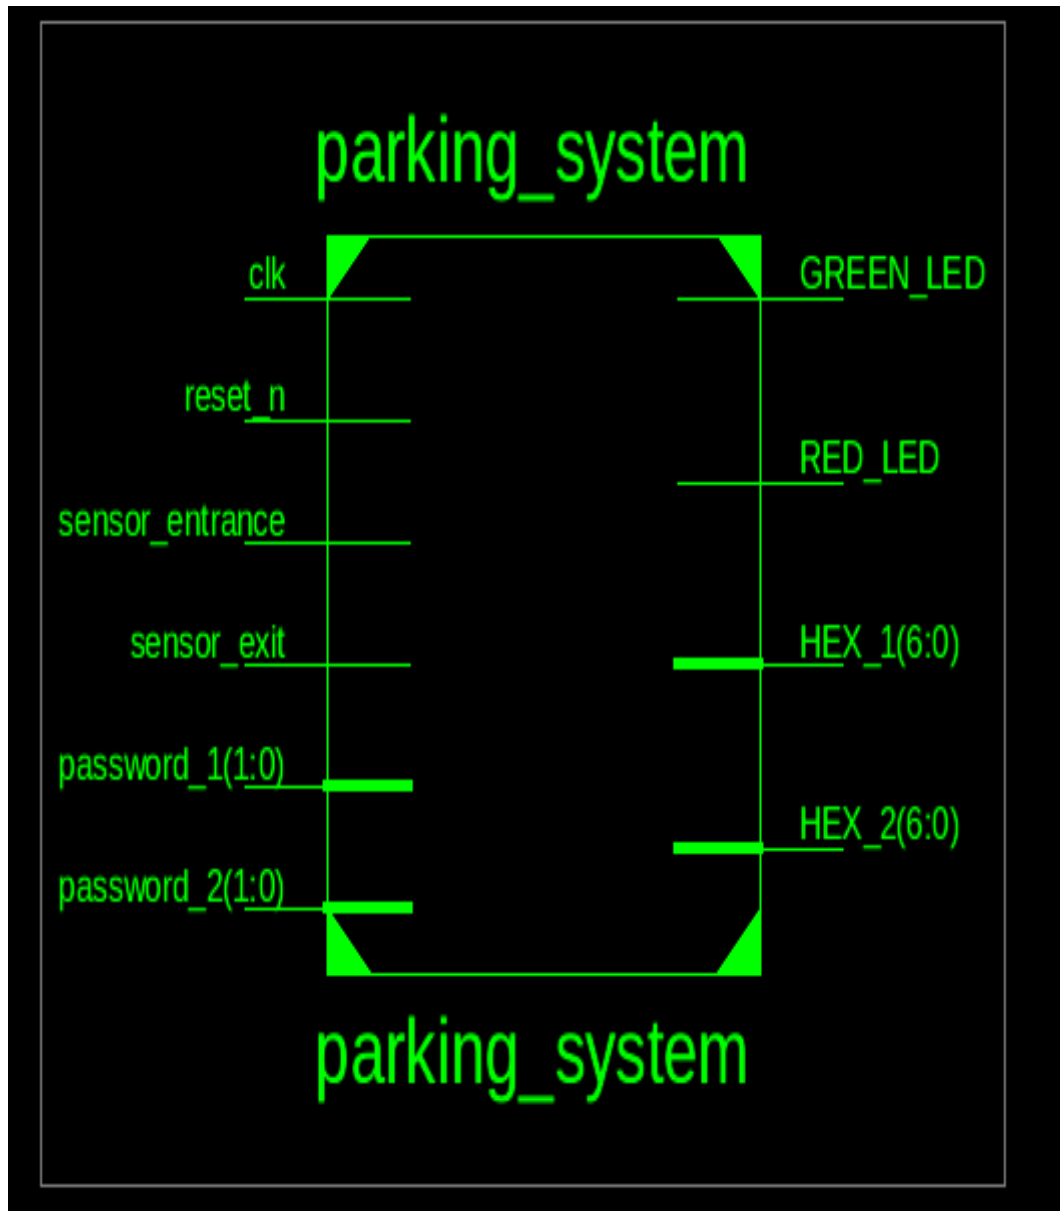 parking_system
clk
GREEN_LED
reset_n
RED_LED
sensor_entrance
sensor_exit
HEX_1(6:0)
password_1(1:0)
HEX_2(6:0)
password_2(1:0)
parking_system